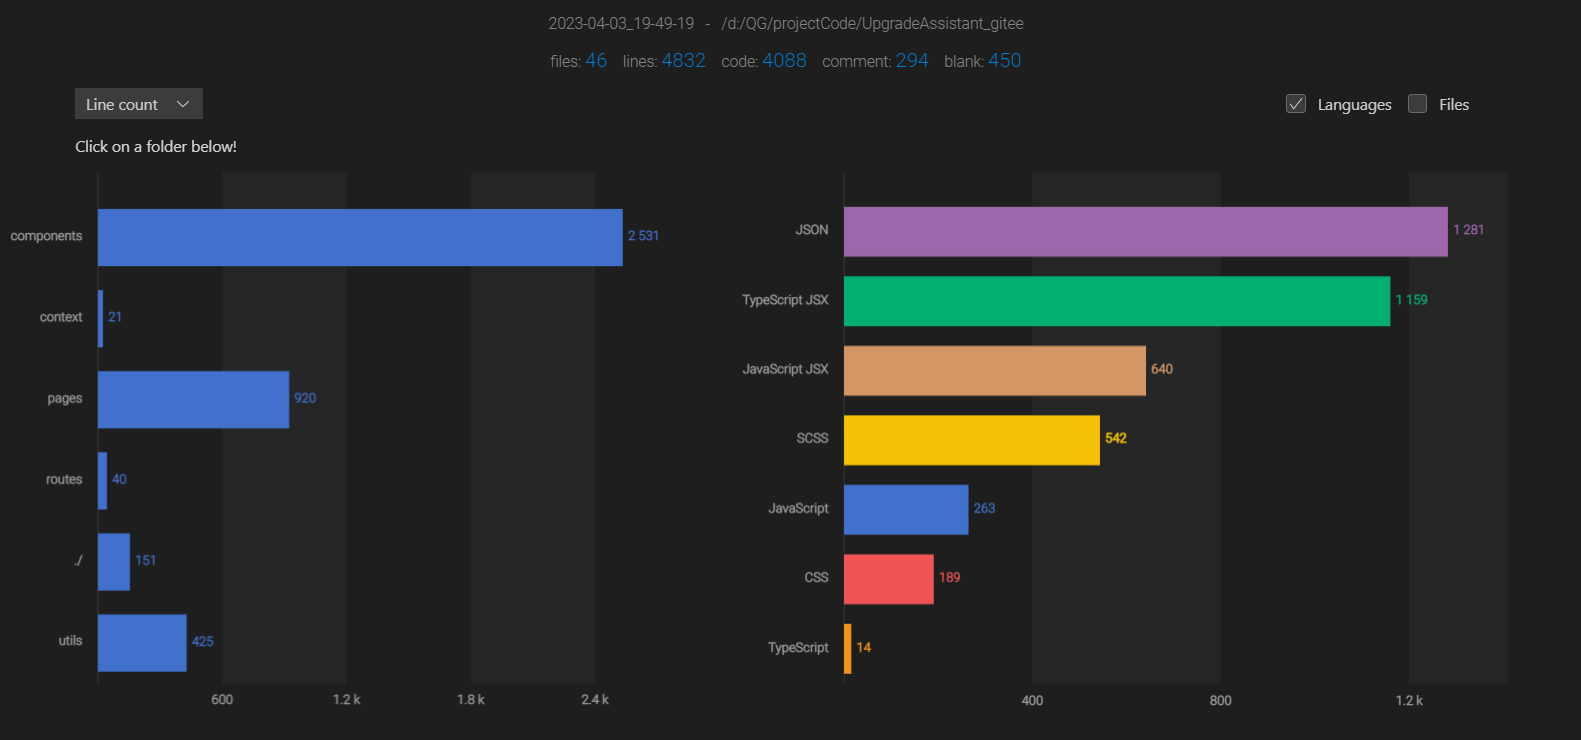 2023-04-03_19-49-19 - /d:/QG/projectCode/UpgradeAssistant_gitee
files: 46 lines: 4832 code: 4088 comment: 294 blank: 450
Line count
Languages Files
Click on a folder below!
components 2 531
context 21
pages 920
routes 40
./ 151
utils 425
600 1.2 k 1.8 k 2.4 k
JSON 1 281
TypeScript JSX 1 159
JavaScript JSX 640
SCSS 542
JavaScript 263
CSS 189
TypeScript 14
400 800 1.2 k